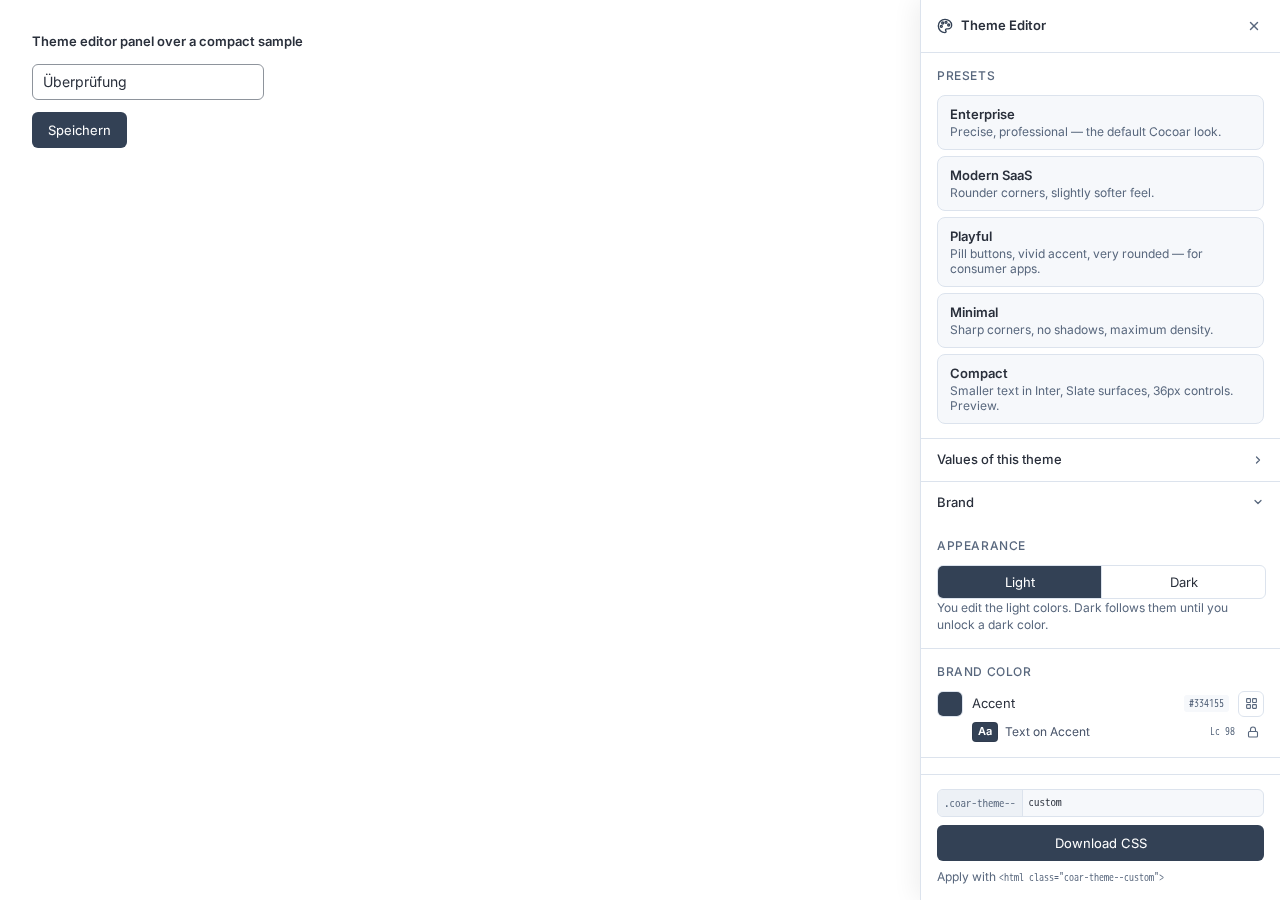 Theme editor panel over a compact sample
Überprüfung
Speichern
Theme Editor
PRESETS
Enterprise
Precise, professional — the default Cocoar look.
Modern SaaS
Rounder corners, slightly softer feel.
Playful
Pill buttons, vivid accent, very rounded — for
consumer apps.
Minimal
Sharp corners, no shadows, maximum density.
Compact
Smaller text in Inter, Slate surfaces, 36px controls.
Preview.
Values of this theme
Brand
APPEARANCE
Light Dark
You edit the light colors. Dark follows them until you
unlock a dark color.
BRAND COLOR
Accent #334155
Aa Text on Accent Lc 98
.coar-theme-- custom
Download CSS
Apply with <html class="coar-theme--custom">